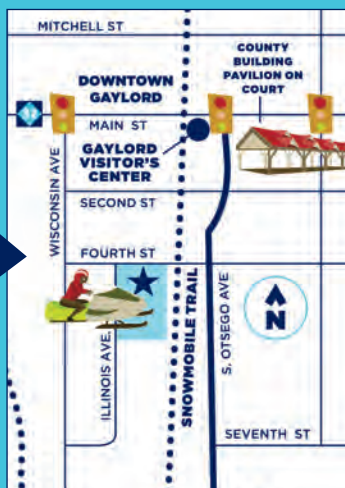 MITCHELL ST
COUNTY
BUILDING
PAVILION ON
COURT
DOWNTOWN
GAYLORD
32
MAIN ST
GAYLORD
VISITOR'S
CENTER
SECOND ST
WISCONSIN AVE
FOURTH ST
ILLINOIS AVE.
SNOWMOBILE TRAIL
S. OTSEGO AVE
N
SEVENTH ST